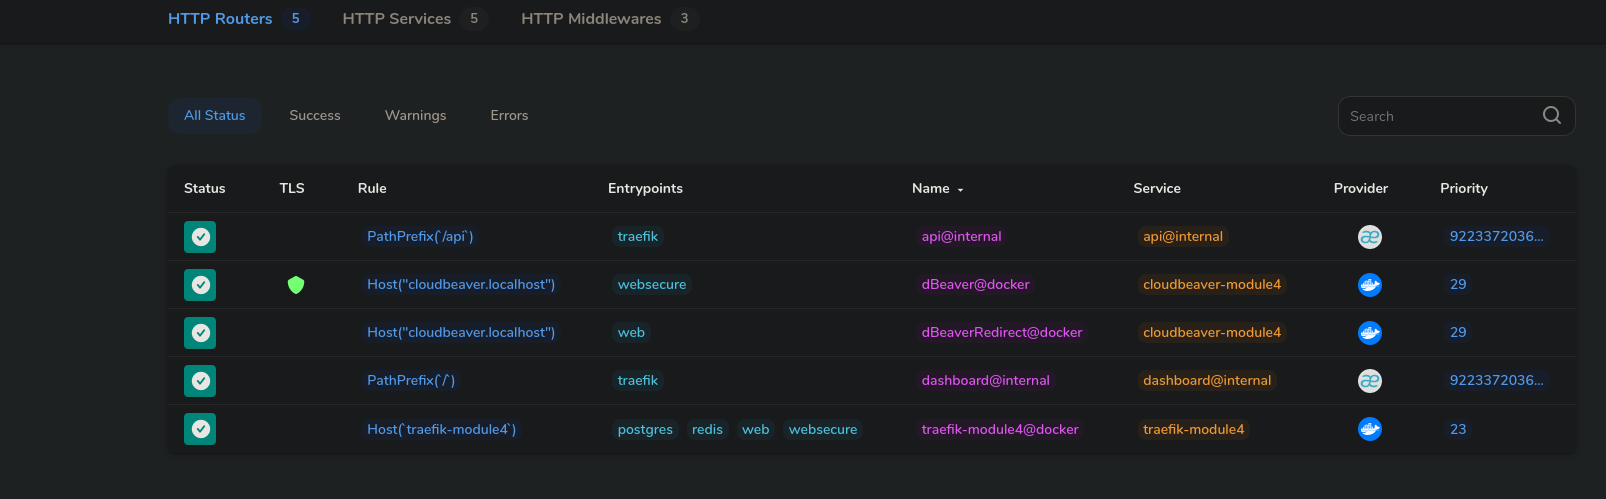 HTTP Routers 5 HTTP Services 5 HTTP Middlewares 3
All Status Success Warnings Errors Search
Status TLS Rule Entrypoints Name Service Provider Priority
PathPrefix(`/api`) traefik api@internal api@internal 9223372036...
Host("cloudbeaver.localhost") websecure dBeaver@docker cloudbeaver-module4 29
Host("cloudbeaver.localhost") web dBeaverRedirect@docker cloudbeaver-module4 29
PathPrefix(`/`) traefik dashboard@internal dashboard@internal 9223372036...
Host(`traefik-module4`) postgres redis web websecure traefik-module4@docker traefik-module4 23